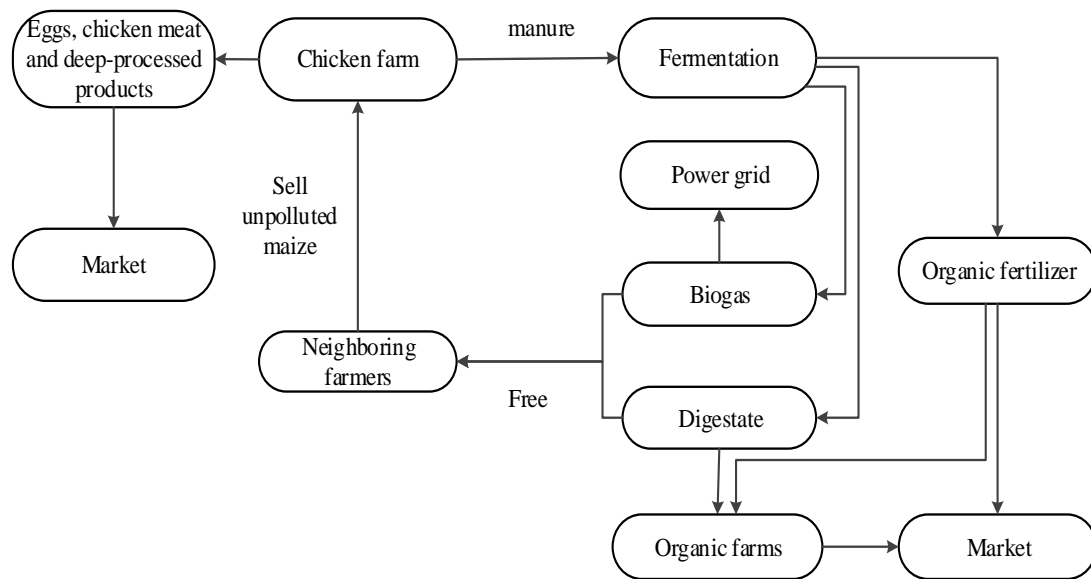 Eggs, chicken meat
and deep-processed
products
Chicken farm
manure
Fermentation
Power grid
Sell
unpolluted
maize
Market
Organic fertilizer
Biogas
Neighboring
farmers
Free
Digestate
Organic farms
Market